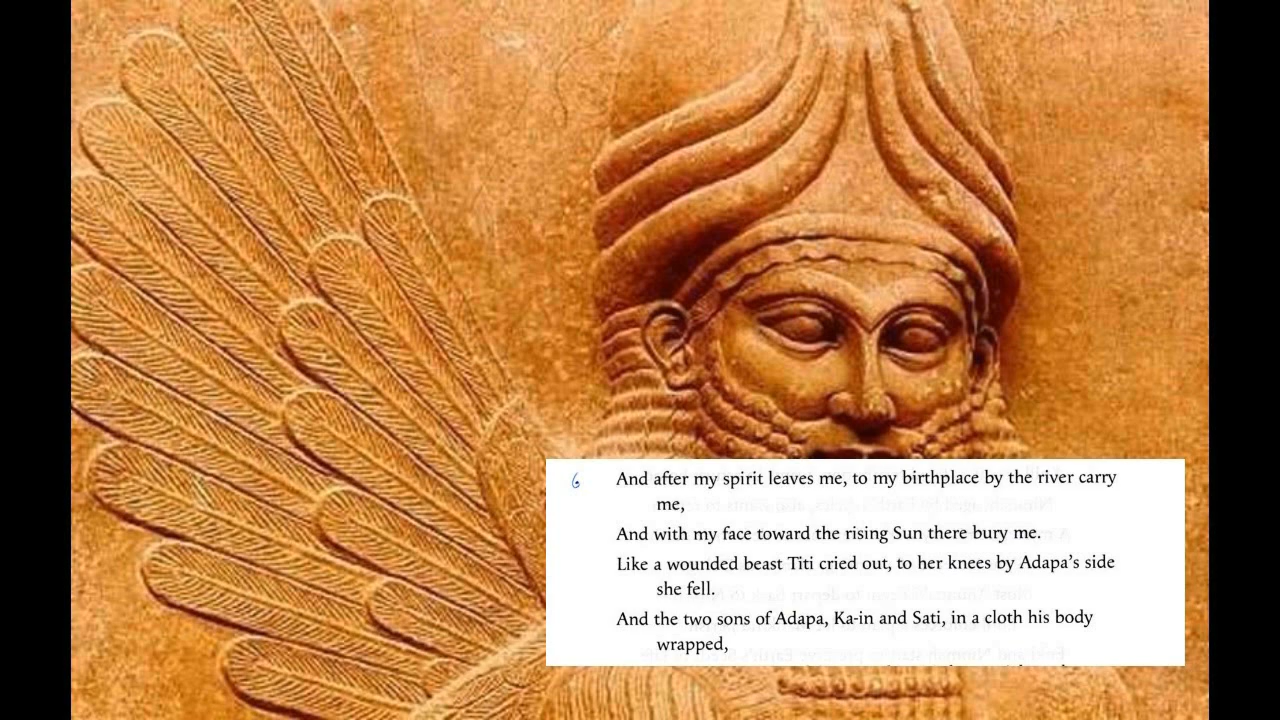 6 And after my spirit leaves me, to my birthplace by the river carry
me,
And with my face toward the rising Sun there bury me.
Like a wounded beast Titi cried out, to her knees by Adapa's side
she fell.
And the two sons of Adapa, Ka-in and Sati, in a cloth his body
wrapped,